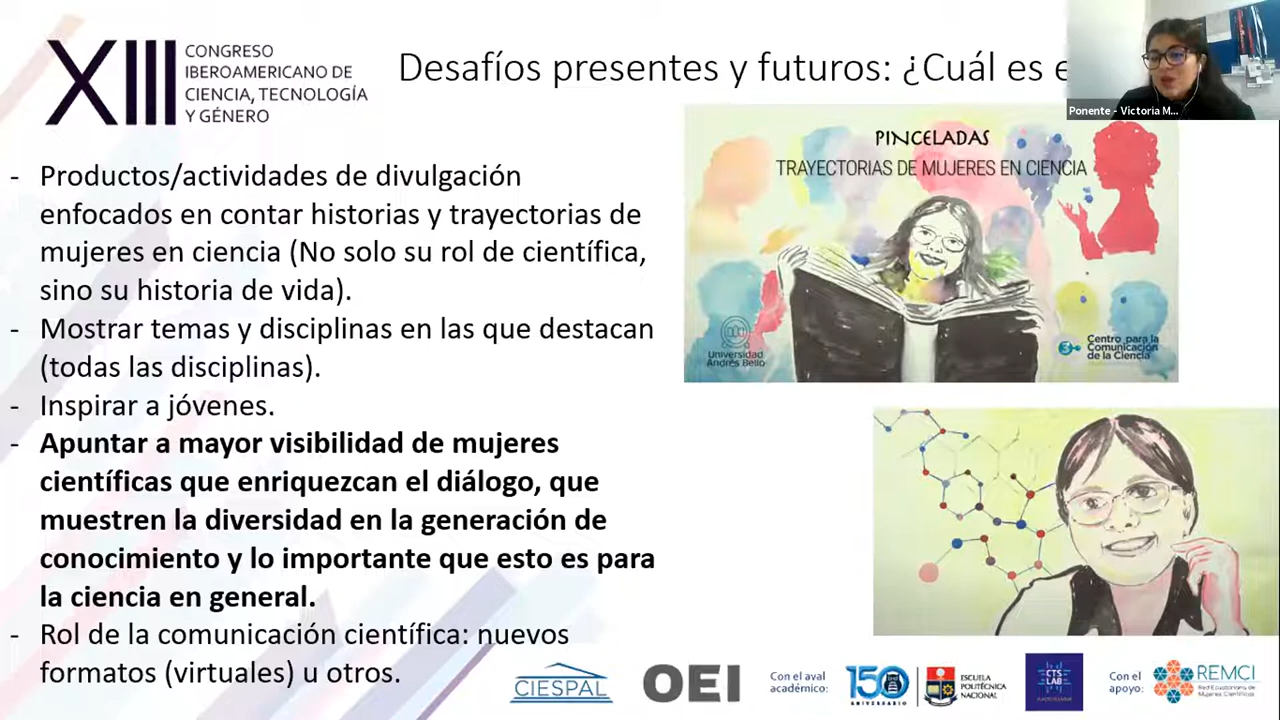 XIII
CONGRESO
IBEROAMERICANO DE
CIENCIA, TECNOLOGÍA
Y GÉNERO
Desafíos presentes y futuros: ¿Cuál es e
Ponente - Victoria M...
- Productos/actividades de divulgación
enfocados en contar historias y trayectorias de
mujeres en ciencia (No solo su rol de científica,
sino su historia de vida).
- Mostrar temas y disciplinas en las que destacan
(todas las disciplinas).
- Inspirar a jóvenes.
- Apuntar a mayor visibilidad de mujeres
científicas que enriquezcan el diálogo, que
muestren la diversidad en la generación de
conocimiento y lo importante que esto es para
la ciencia en general.
- Rol de la comunicación científica: nuevos
formatos (virtuales) u otros.
PINCELADAS
TRAYECTORIAS DE MUJERES EN CIENCIA
Universidad
Andrés Bello
Centro para la
Comunicación
de la Ciencia
CIESPAL
OEI
Con el aval
académico:
150
ANIVERSARIO
ESCUELA
POLITÉCNICA
NACIONAL
CTS
LAB
Con el
apoyo:
REMCI
Red Ecuatoriana de
Mujeres Científicas